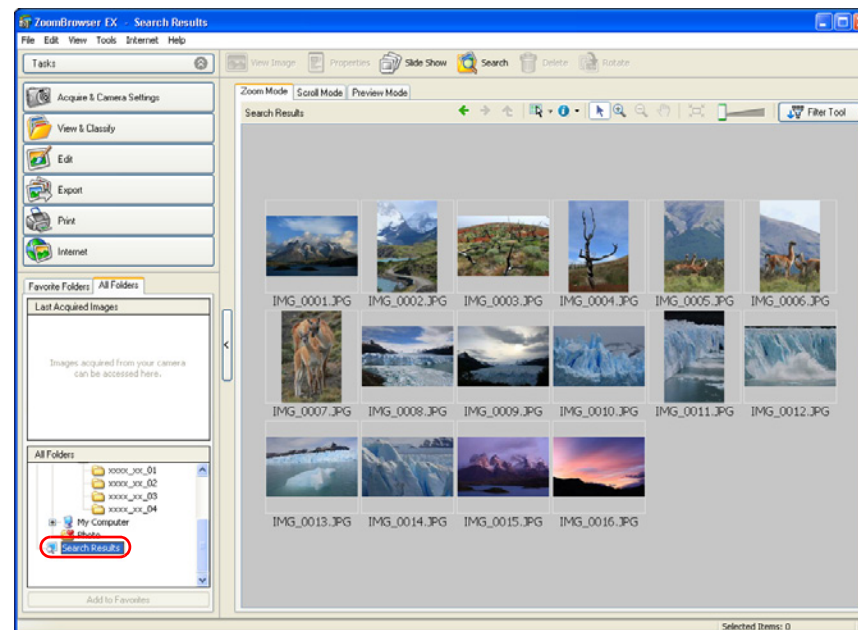 ZoomBrowser EX - Search Results
File Edit View Tools Internet Help
Tasks
View Image Properties Slide Show Search Delete Rotate
Acquire & Camera Settings
View & Classify
Edit
Export
Print
Internet
Zoom Mode Scroll Mode Preview Mode
Search Results
Filter Tool
IMG_0001.JPG IMG_0002.JPG IMG_0003.JPG IMG_0004.JPG IMG_0005.JPG IMG_0006.JPG
IMG_0007.JPG IMG_0008.JPG IMG_0009.JPG IMG_0010.JPG IMG_0011.JPG IMG_0012.JPG
IMG_0013.JPG IMG_0014.JPG IMG_0015.JPG IMG_0016.JPG
Favorite Folders All Folders
Last Acquired Images
Images acquired from your camera
can be accessed here.
All Folders
xxxx_xx_01
xxxx_xx_02
xxxx_xx_03
xxxx_xx_04
My Computer
Photo
Search Results
Add to Favorites
Selected Items: 0